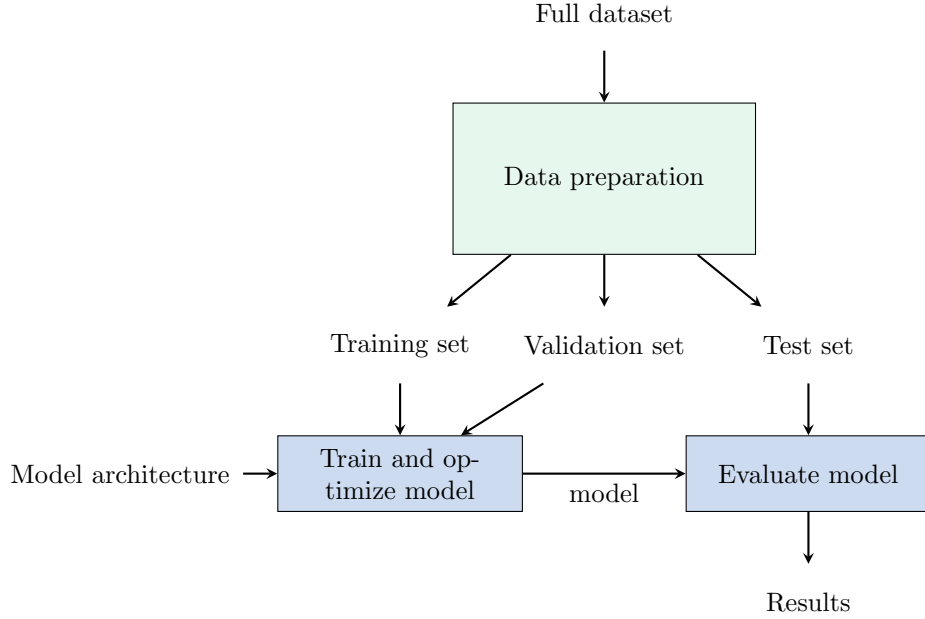 Full dataset
Data preparation
Training set
Validation set
Test set
Model architecture
Train and op-
timize model
model
Evaluate model
Results